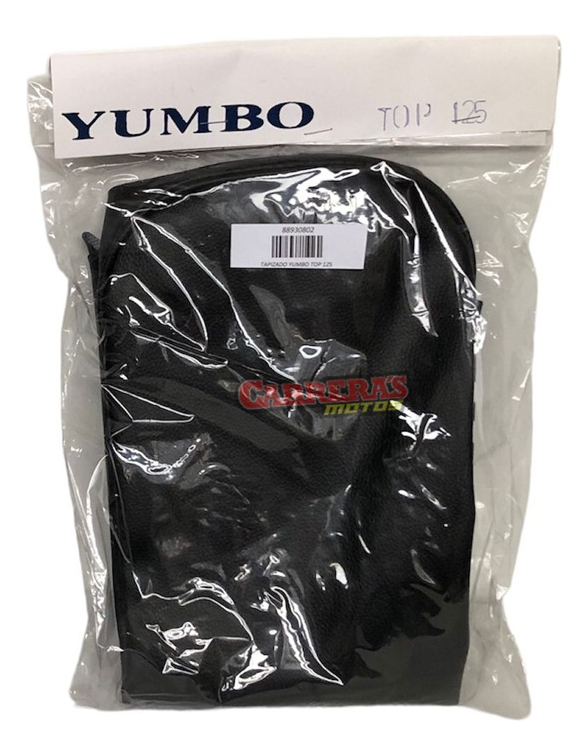 YUMBO TOP 125
88930802
TAPIZADO YUMBO TOP 125
CARRERAS
MOTOS